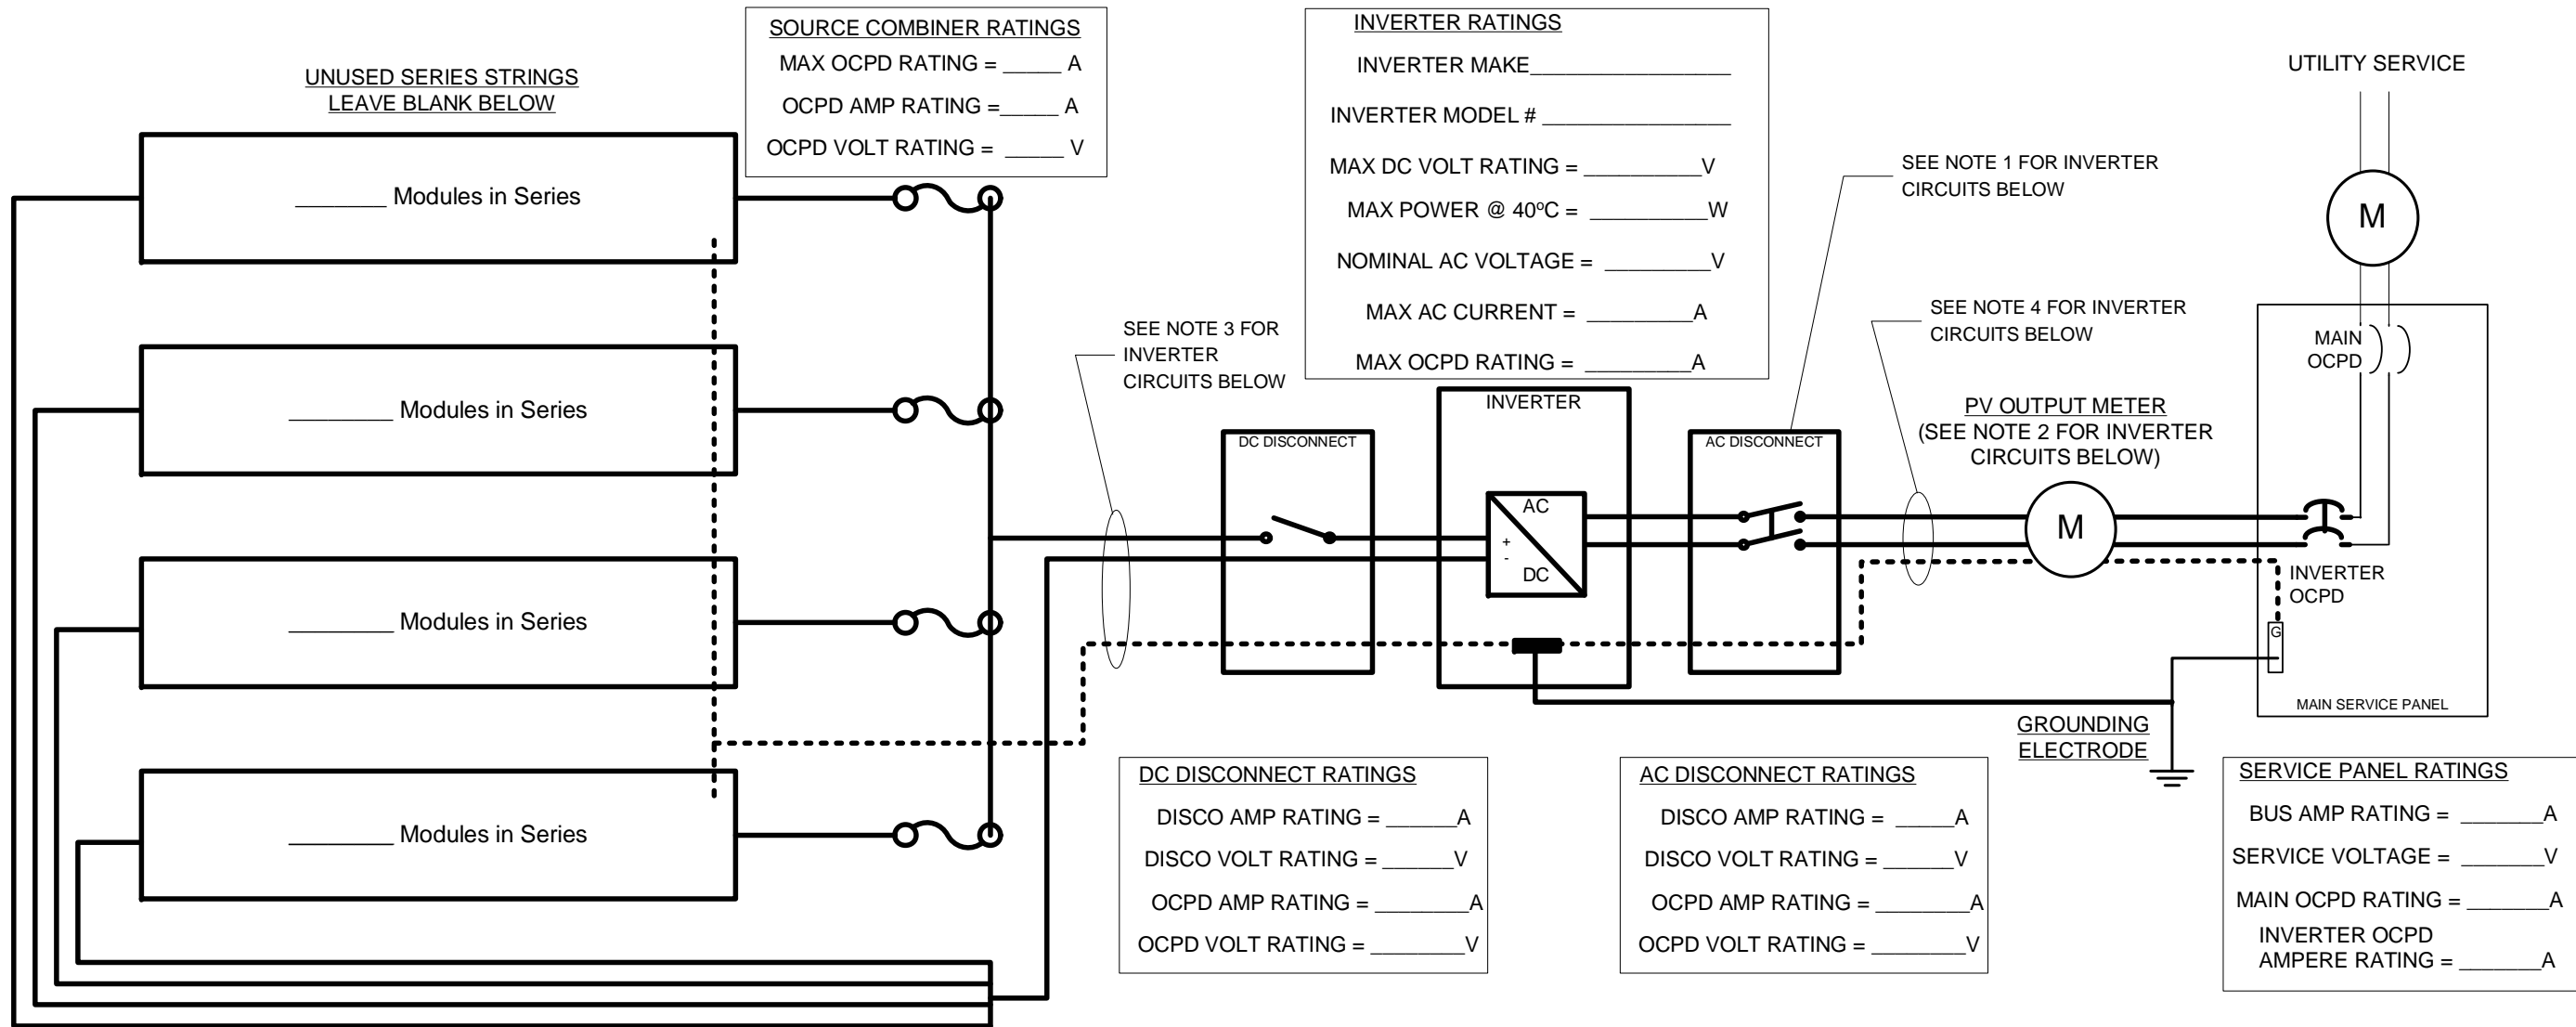 SOURCE COMBINER RATINGS
MAX OCPD RATING = _____ A
OCPD AMP RATING =_____ A
OCPD VOLT RATING = _____ V
INVERTER RATINGS
INVERTER MAKE_________________
INVERTER MODEL # ________________
MAX DC VOLT RATING = __________V
MAX POWER @ 40ºC = __________W
NOMINAL AC VOLTAGE = _________V
MAX AC CURRENT = _________A
MAX OCPD RATING = _________A
UNUSED SERIES STRINGS
LEAVE BLANK BELOW
_______ Modules in Series
________ Modules in Series
________ Modules in Series
________ Modules in Series
UTILITY SERVICE
M
SEE NOTE 1 FOR INVERTER
CIRCUITS BELOW
SEE NOTE 3 FOR
INVERTER
CIRCUITS BELOW
SEE NOTE 4 FOR INVERTER
CIRCUITS BELOW
MAIN
OCPD
DC DISCONNECT
INVERTER
AC
+
-
DC
AC DISCONNECT
PV OUTPUT METER
(SEE NOTE 2 FOR INVERTER
CIRCUITS BELOW)
M
INVERTER
OCPD
G
MAIN SERVICE PANEL
GROUNDING
ELECTRODE
DC DISCONNECT RATINGS
DISCO AMP RATING = ______A
DISCO VOLT RATING = ______V
OCPD AMP RATING = ________A
OCPD VOLT RATING = ________V
AC DISCONNECT RATINGS
DISCO AMP RATING = _____A
DISCO VOLT RATING = ______V
OCPD AMP RATING = ________A
OCPD VOLT RATING = ________V
SERVICE PANEL RATINGS
BUS AMP RATING = _______A
SERVICE VOLTAGE = _______V
MAIN OCPD RATING = _______A
INVERTER OCPD
AMPERE RATING = _______A